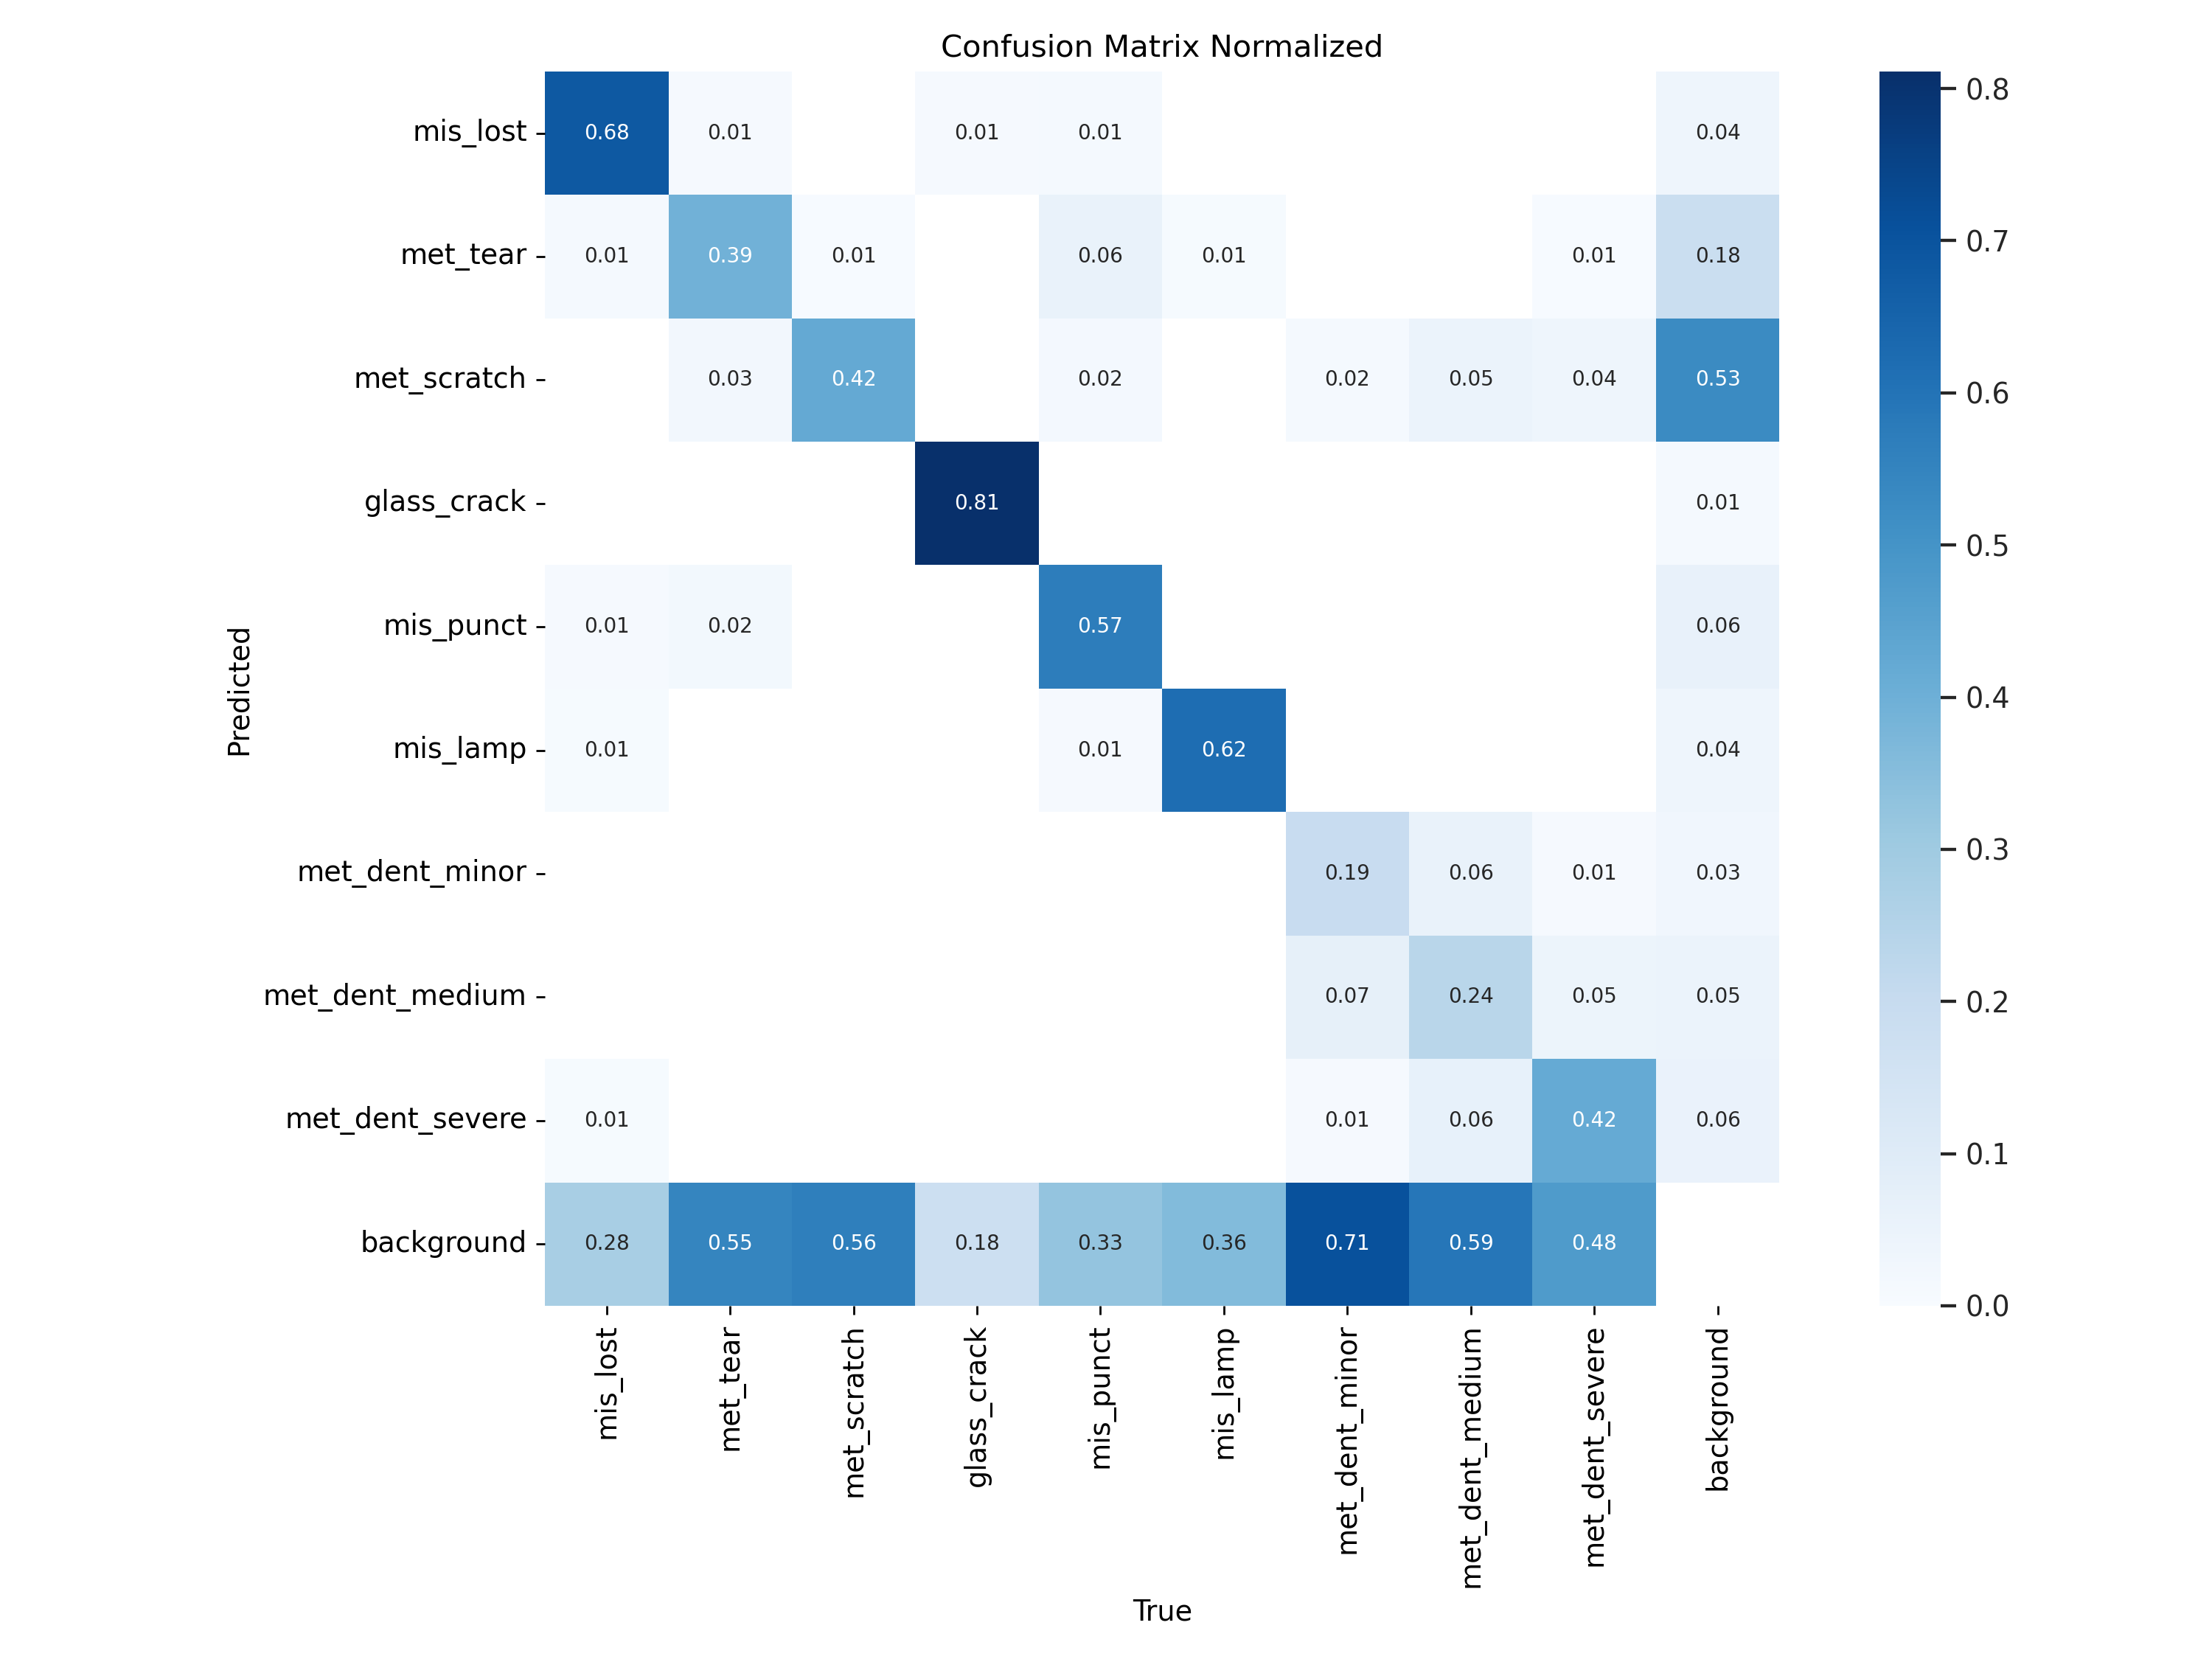 Confusion Matrix Normalized
mis_lost 0.68 0.01 0.01 0.01 0.04
met_tear 0.01 0.39 0.01 0.06 0.01 0.01 0.18
met_scratch 0.03 0.42 0.02 0.02 0.05 0.04 0.53
glass_crack 0.81 0.01
mis_punct 0.01 0.02 0.57 0.06
mis_lamp 0.01 0.01 0.62 0.04
met_dent_minor 0.19 0.06 0.01 0.03
met_dent_medium 0.07 0.24 0.05 0.05
met_dent_severe 0.01 0.01 0.06 0.42 0.06
background 0.28 0.55 0.56 0.18 0.33 0.36 0.71 0.59 0.48
Predicted
mis_lost
met_tear
met_scratch
glass_crack
mis_punct
mis_lamp
met_dent_minor
met_dent_medium
met_dent_severe
background
True
0.8
0.7
0.6
0.5
0.4
0.3
0.2
0.1
0.0